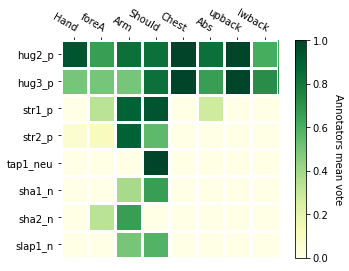 Hand foreA Arm Should Chest Abs upback lwback
hug2_p
hug3_p
str1_p
str2_p
tap1_neu
sha1_n
sha2_n
slap1_n
1.0
0.8
0.6
0.4
0.2
0.0
Annotators mean vote